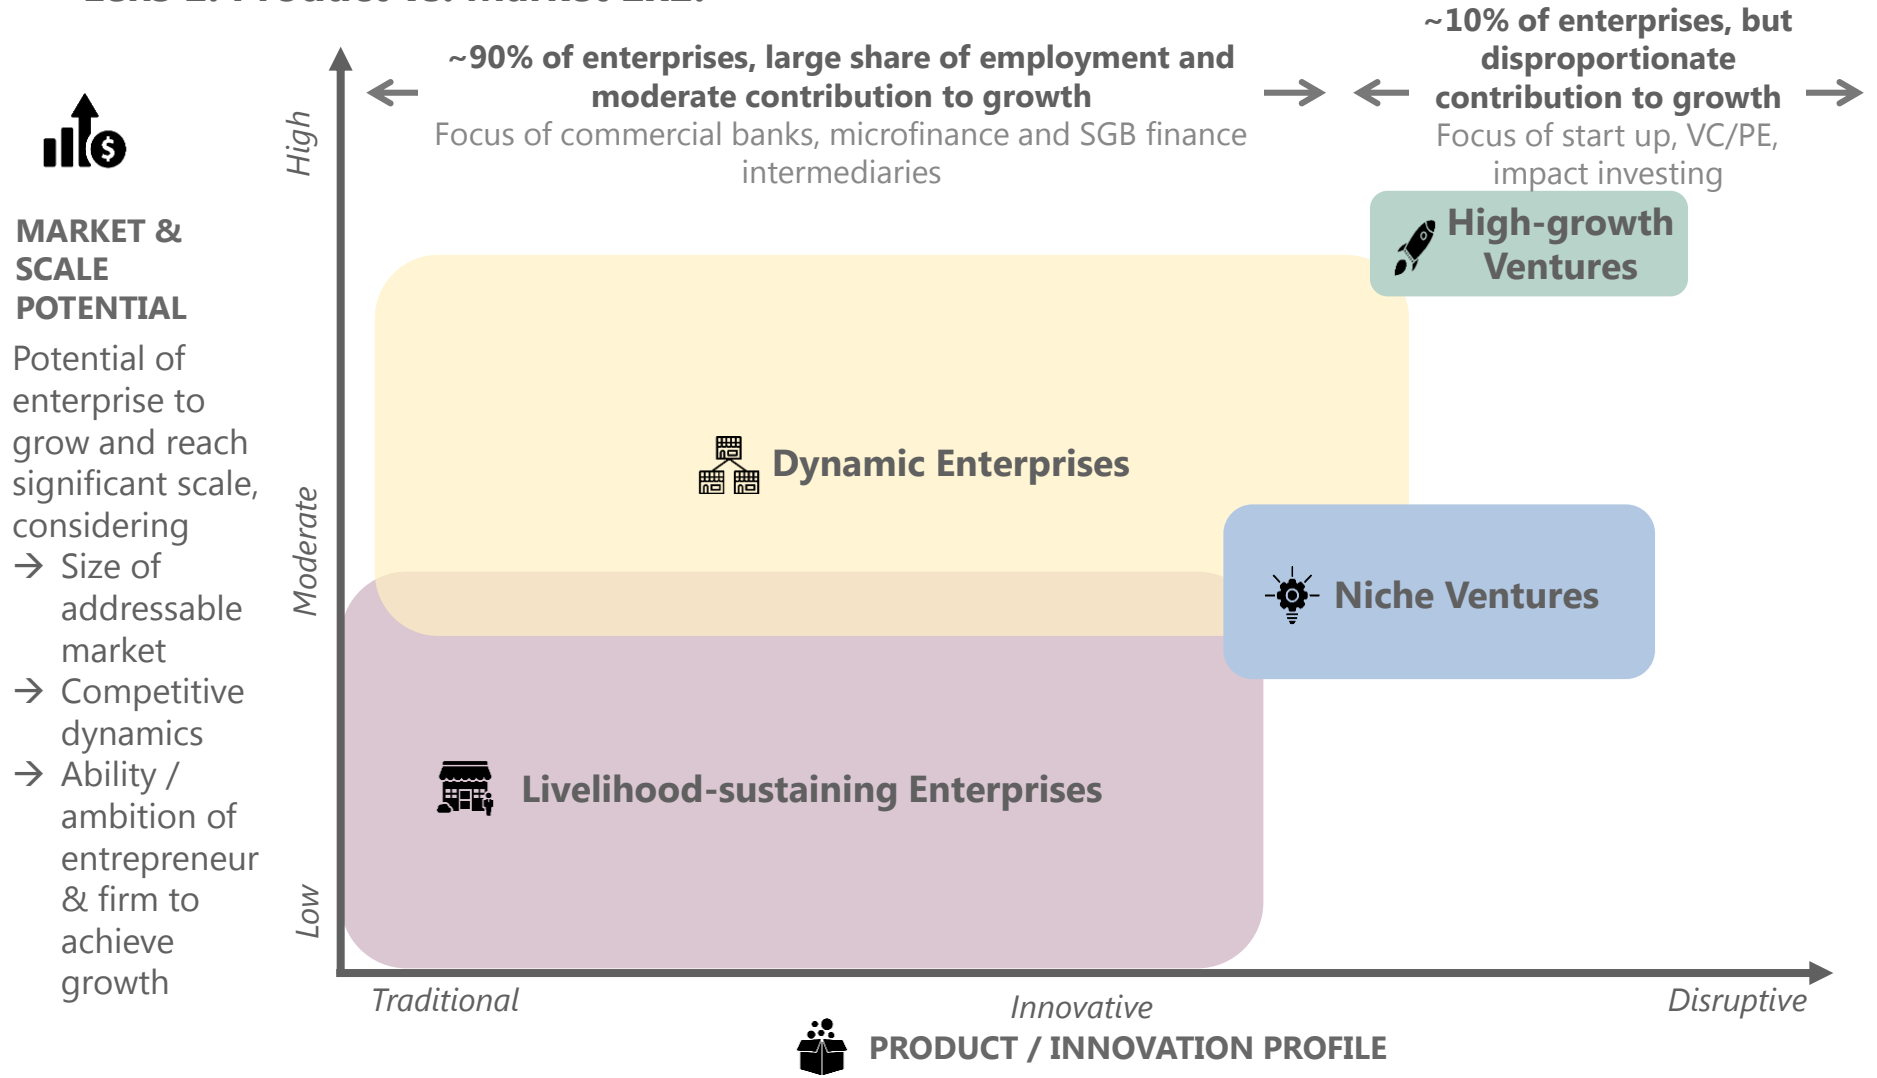 ~90% of enterprises, large share of employment and
moderate contribution to growth
Focus of commercial banks, microfinance and SGB finance
intermediaries
~10% of enterprises, but
disproportionate
contribution to growth
Focus of start up, VC/PE,
impact investing
$
MARKET &
SCALE
POTENTIAL
Potential of
enterprise to
grow and reach
significant scale,
considering
→ Size of
addressable
market
→ Competitive
dynamics
→ Ability /
ambition of
entrepreneur
& firm to
achieve
growth
High
Moderate
Low
High-growth
Ventures
Dynamic Enterprises
Niche Ventures
Livelihood-sustaining Enterprises
Traditional
Innovative
Disruptive
PRODUCT / INNOVATION PROFILE